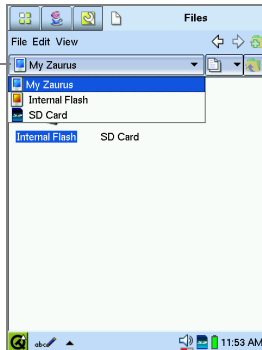 Files
File Edit View
My Zaurus
My Zaurus
Internal Flash
SD Card
Internal Flash SD Card
abc 11:53 AM